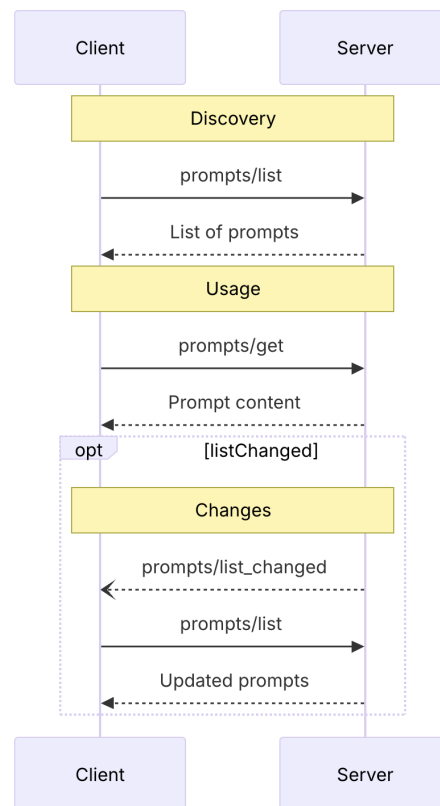 Client
Server
Discovery
prompts/list
List of prompts
Usage
prompts/get
Prompt content
opt
[listChanged]
Changes
prompts/list_changed
prompts/list
Updated prompts
Client
Server